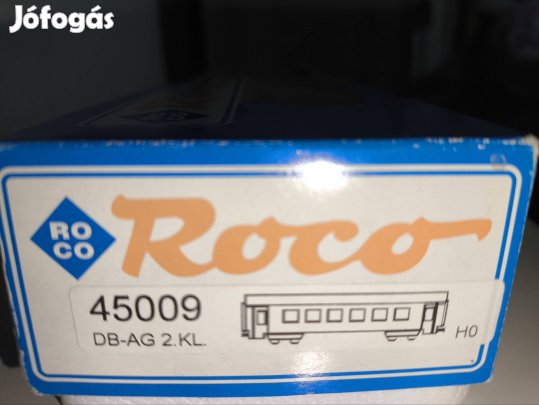 Jófogás
RO
CO
Roco
45009
DB-AG 2.KL.
H0